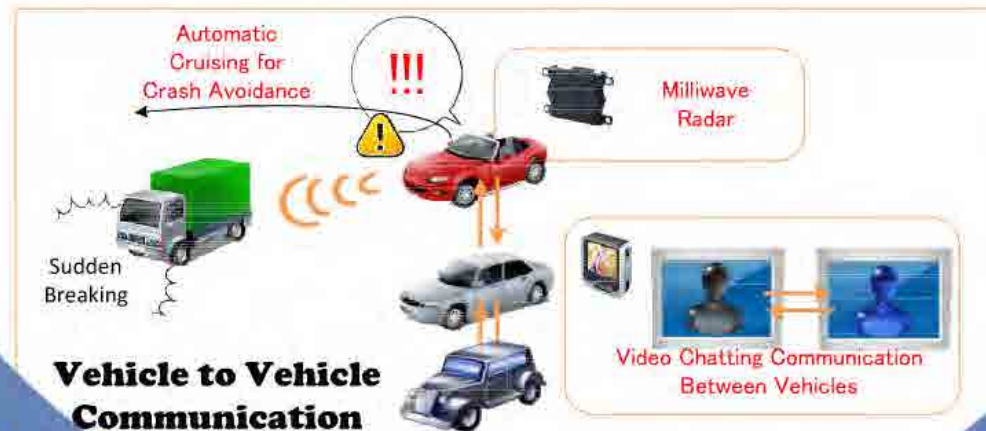 Automatic
Cruising for
Crash Avoidance
!!!
!
Milliwave
Radar
Sudden
Breaking
Video Chatting Communication
Between Vehicles
Vehicle to Vehicle
Communication